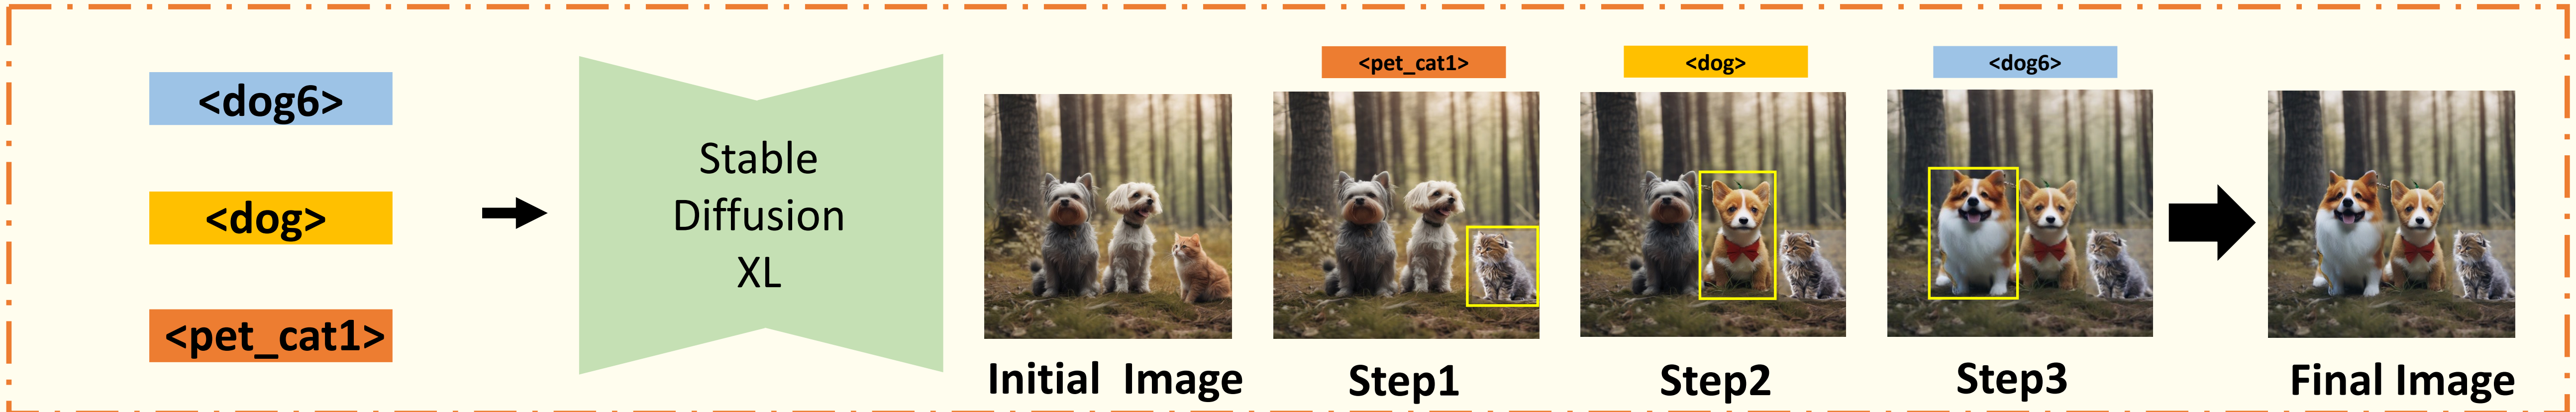 <dog6>
<dog>
<pet_cat1>
Stable
Diffusion
XL
Initial Image
<pet_cat1>
Step1
<dog>
Step2
<dog6>
Step3
Final Image